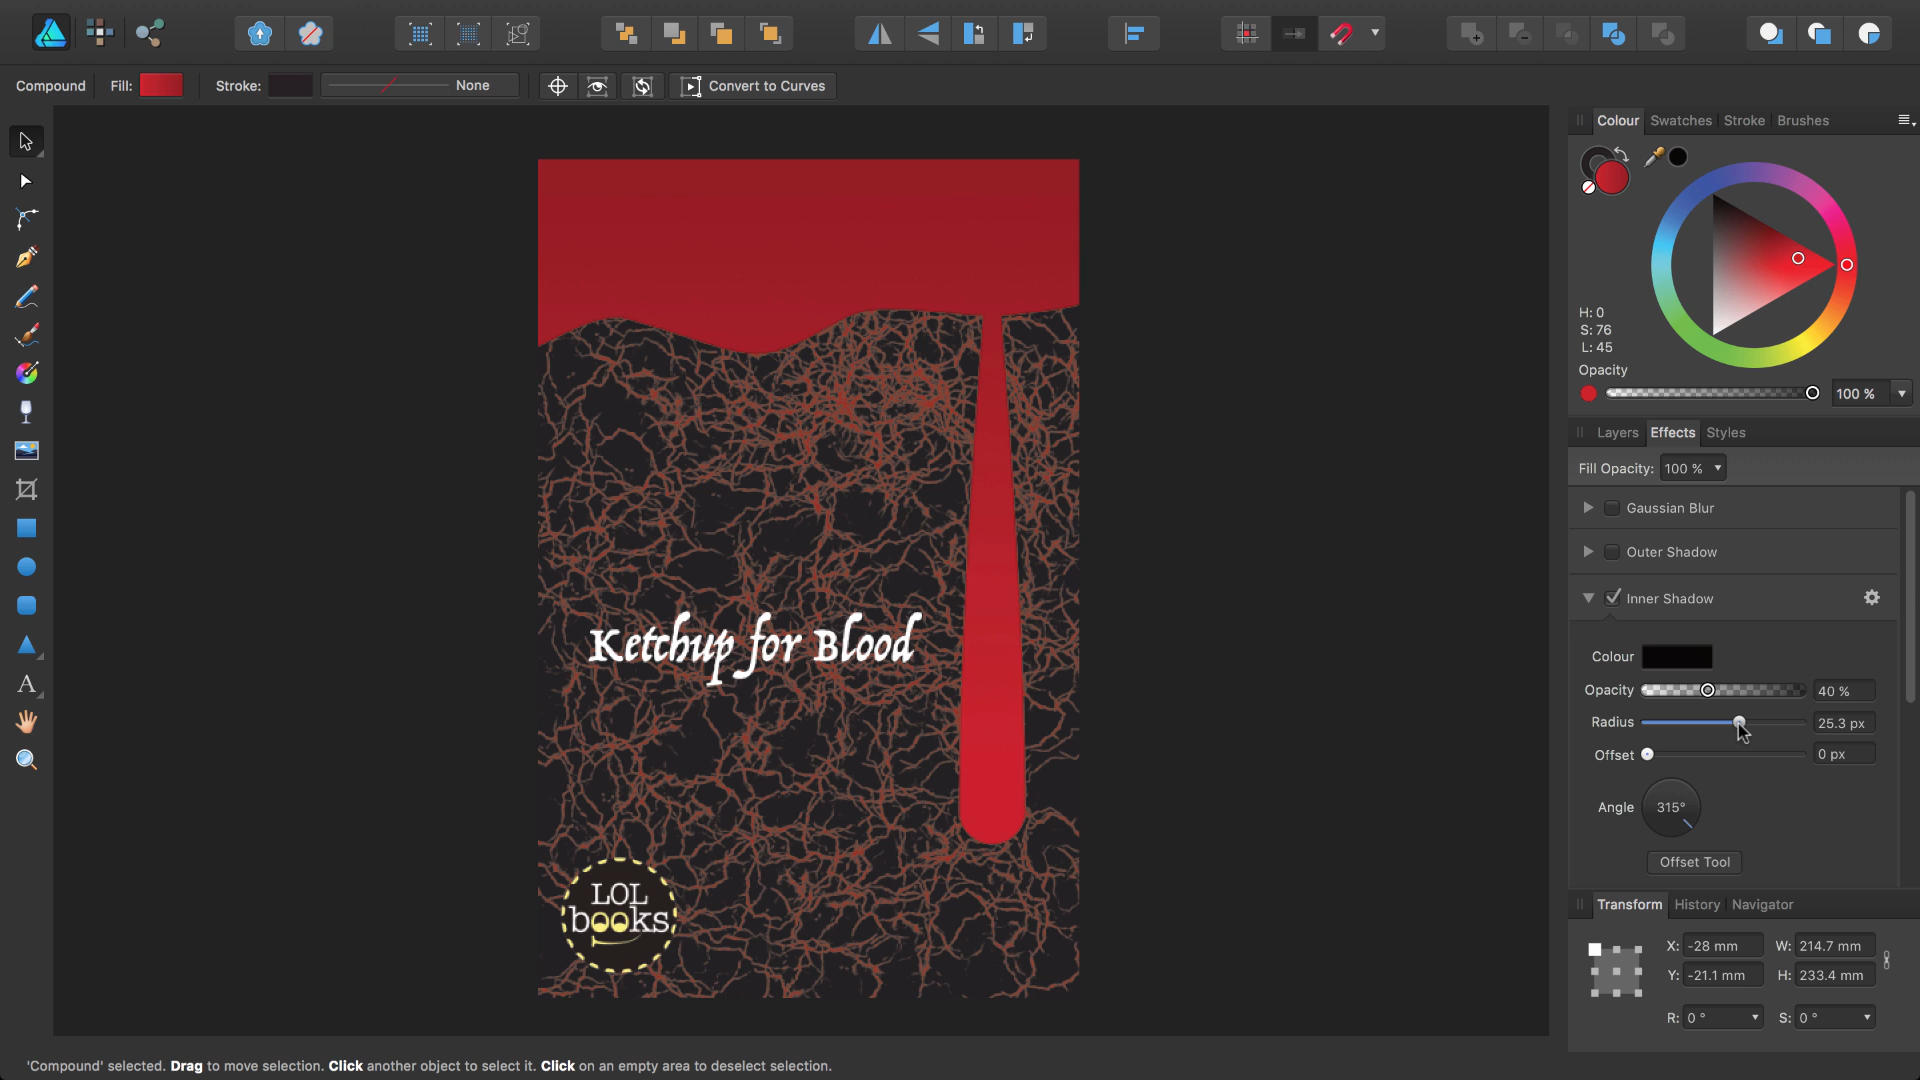 Compound Fill: Stroke: None Convert to Curves
Colour Swatches Stroke Brushes
H: 0
S: 76
L: 45
Opacity
100 %
Layers Effects Styles
Fill Opacity: 100 %
Gaussian Blur
Outer Shadow
Inner Shadow
Colour
Opacity 40 %
Radius 25.3 px
Offset 0 px
Angle 315°
Offset Tool
Transform History Navigator
X: -28 mm W: 214.7 mm
Y: -21.1 mm H: 233.4 mm
R: 0 ° S: 0 °
Ketchup for Blood
LOL
books
A
'Compound' selected. Drag to move selection. Click another object to select it. Click on an empty area to deselect selection.